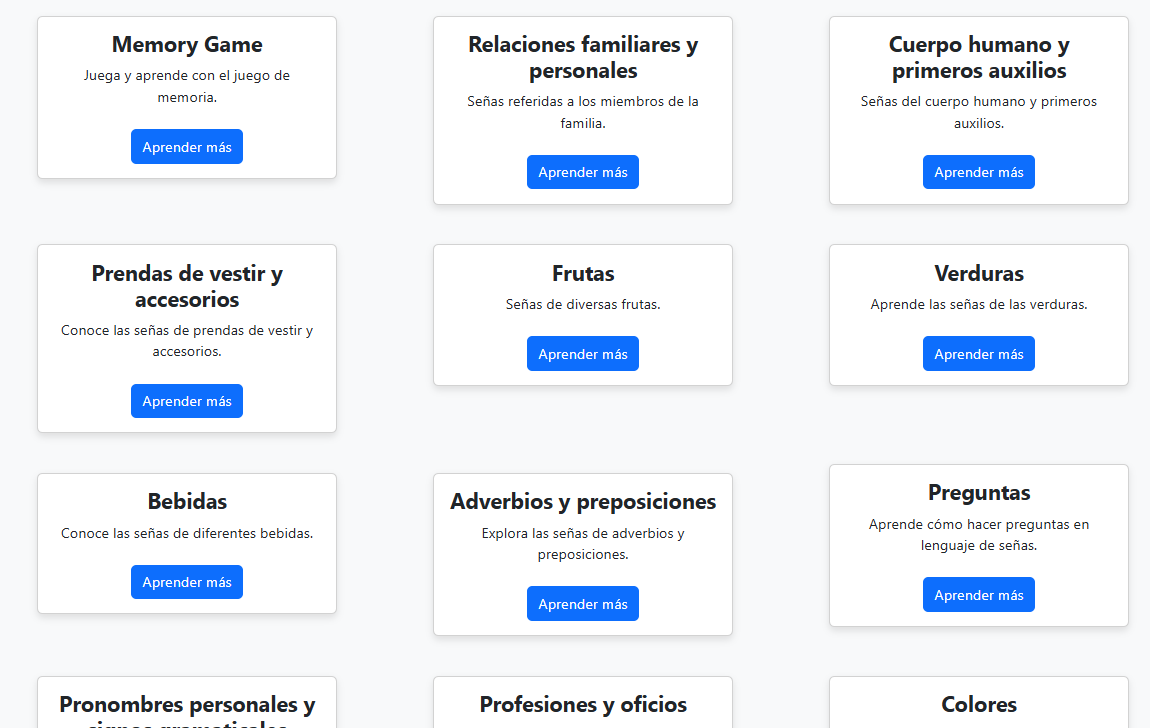 Memory Game
Juega y aprende con el juego de
memoria.
Aprender más
Relaciones familiares y
personales
Señas referidas a los miembros de la
familia.
Aprender más
Cuerpo humano y
primeros auxilios
Señas del cuerpo humano y primeros
auxilios.
Aprender más
Prendas de vestir y
accesorios
Conoce las señas de prendas de vestir y
accesorios.
Aprender más
Frutas
Señas de diversas frutas.
Aprender más
Verduras
Aprende las señas de las verduras.
Aprender más
Bebidas
Conoce las señas de diferentes bebidas.
Aprender más
Adverbios y preposiciones
Explora las señas de adverbios y
preposiciones.
Aprender más
Preguntas
Aprende cómo hacer preguntas en
lenguaje de señas.
Aprender más
Pronombres personales y
signos gramaticales
Profesiones y oficios
Colores